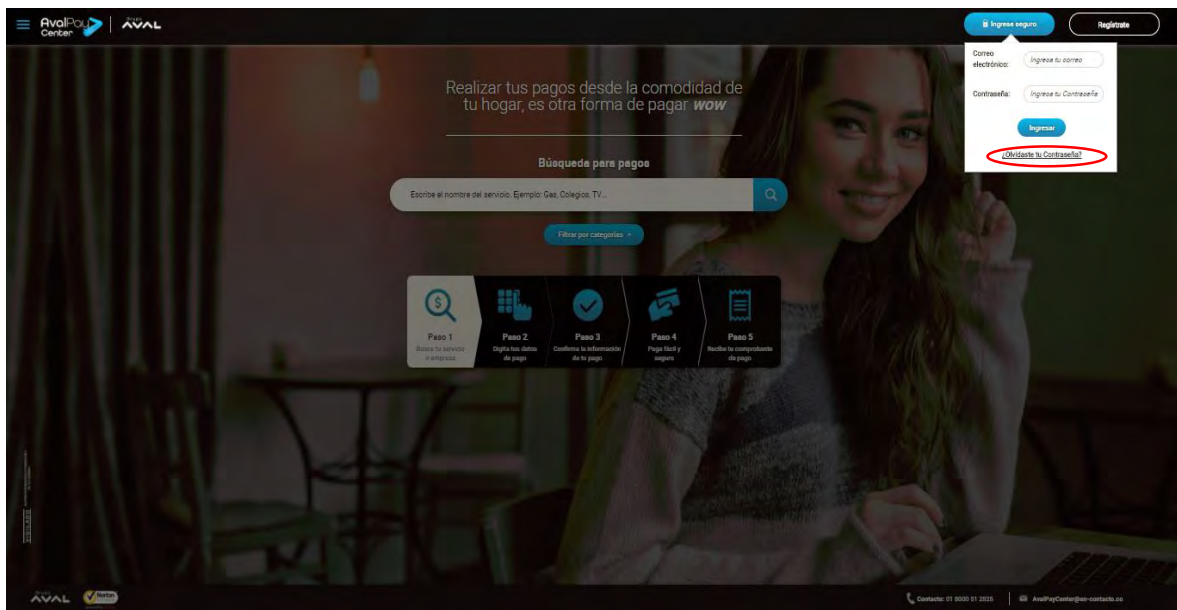 AvalPay
Center
Grupo
AVAL
Ingreso seguro
Regístrate
Correo
electrónico:
Ingresa tu correo
Contraseña:
Ingresa tu Contraseña
Ingresar
¿Olvidaste tu Contraseña?
Realizar tus pagos desde la comodidad de
tu hogar, es otra forma de pagar wow
Búsqueda para pagos
Escribe el nombre del servicio. Ejemplo: Gas, Colegios, TV...
Filtrar por categorías
Paso 1
Busca tu servicio
o empresa
Paso 2
Digita tus datos
de pago
Paso 3
Confirma la información
de tu pago
Paso 4
Paga fácil y
seguro
Paso 5
Recibe tu comprobante
de pago
AVAL
Norton
Contacto: 01 8000 51 2825
AvalPayCenter@as-contacto.co